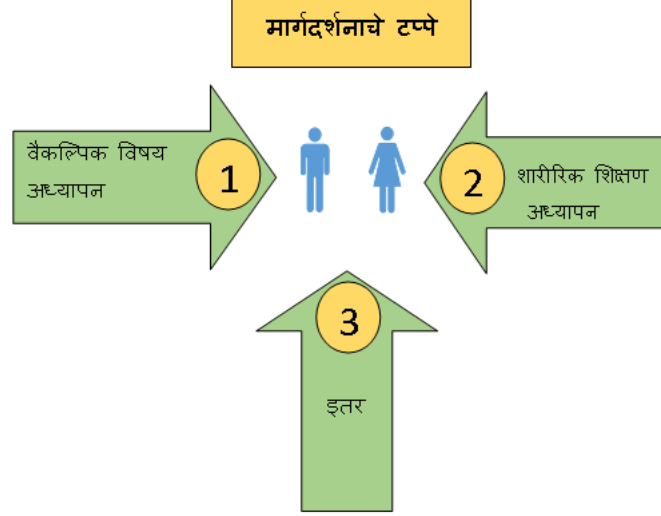 मार्गदर्शनाचे टप्पे
वैकल्पिक विषय
अध्यापन
1
2
शारीरिक शिक्षण
अध्यापन
3
इतर